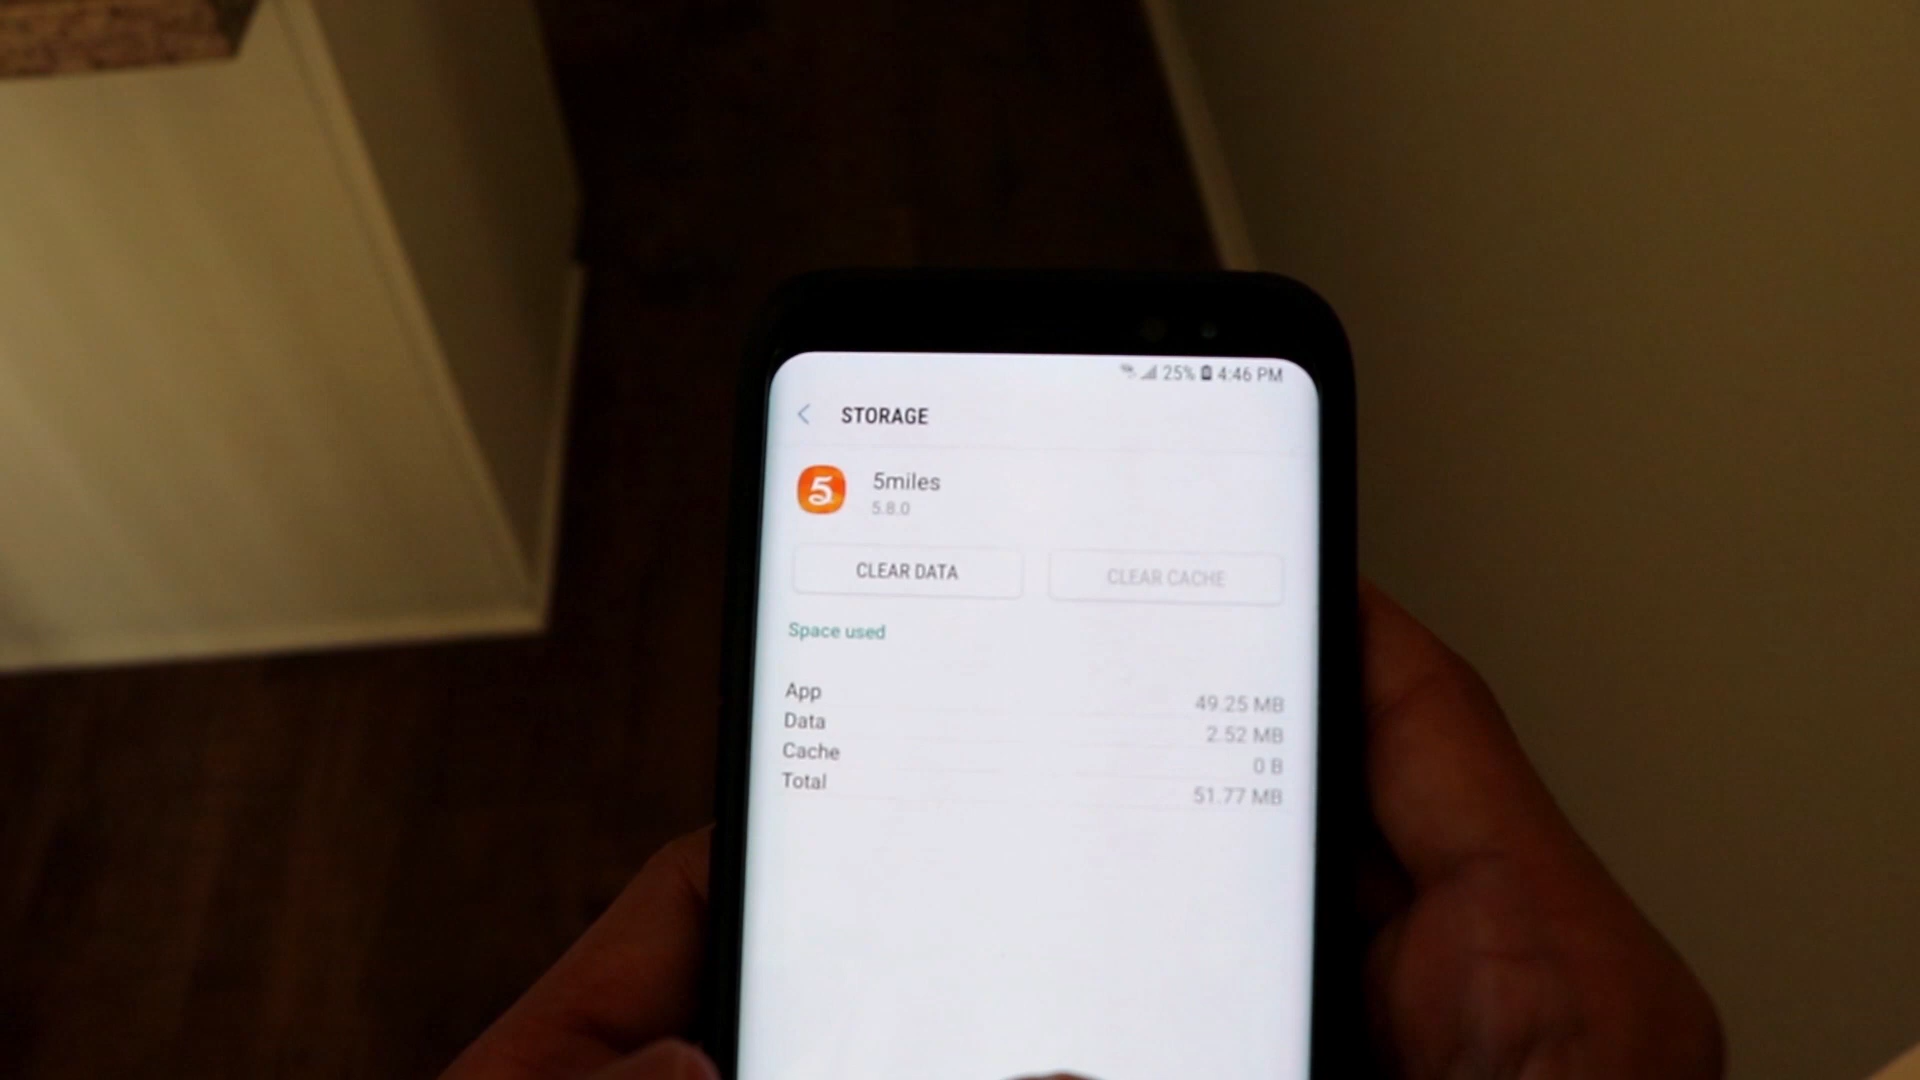 25% 4:46 PM
STORAGE
5
5miles
5.8.0
CLEAR DATA CLEAR CACHE
Space used
App 49.25 MB
Data 2.52 MB
Cache 0 B
Total 51.77 MB